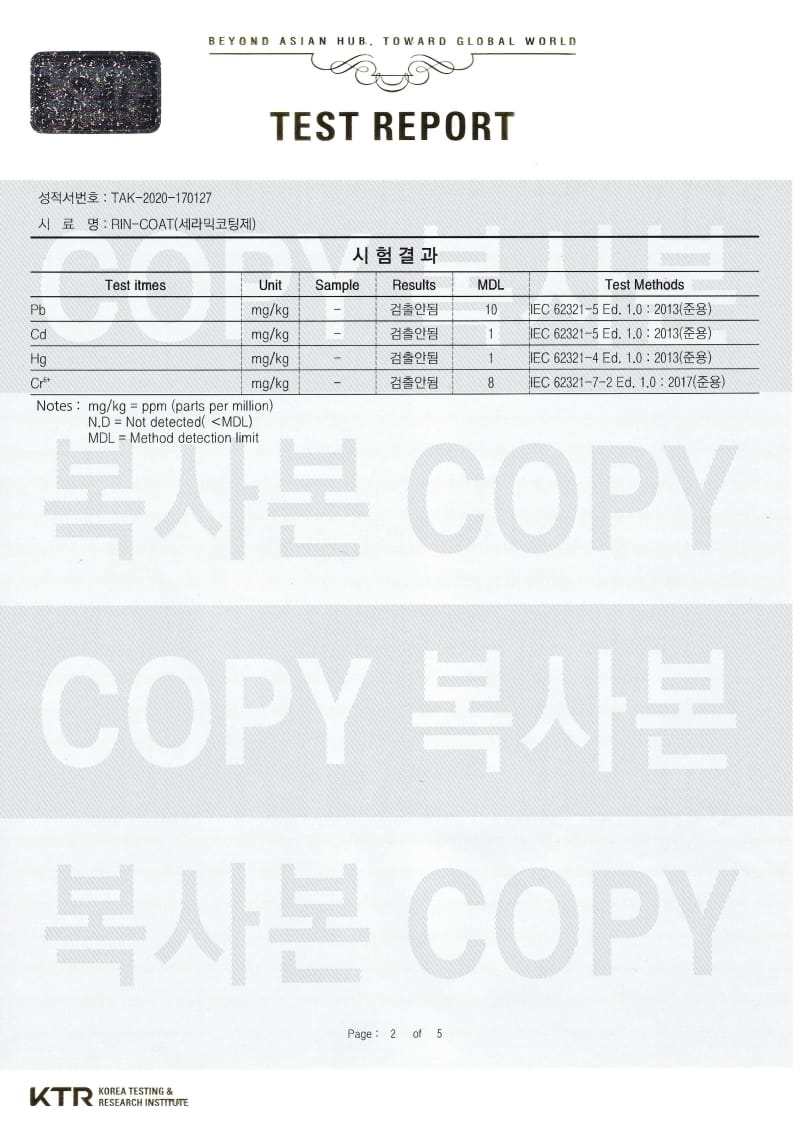 BEYOND ASIAN HUB, TOWARD GLOBAL WORLD
TEST REPORT
성적서번호 : TAK-2020-170127
시 료 명 : RIN-COAT(세라믹코팅제)
시 험 결 과
Test itmes Unit Sample Results MDL Test Methods
Pb mg/kg - 검출안됨 10 IEC 62321-5 Ed. 1.0 : 2013(준용)
Cd mg/kg - 검출안됨 1 IEC 62321-5 Ed. 1.0 : 2013(준용)
Hg mg/kg - 검출안됨 1 IEC 62321-4 Ed. 1.0 : 2013(준용)
Cr⁶⁺ mg/kg - 검출안됨 8 IEC 62321-7-2 Ed. 1.0 : 2017(준용)
Notes : mg/kg = ppm (parts per million)
N.D = Not detected( <MDL)
MDL = Method detection limit
COPY 복사본
복사본 COPY
COPY 복사본
복사본 COPY
Page : 2 of 5
KTR KOREA TESTING &
RESEARCH INSTITUTE